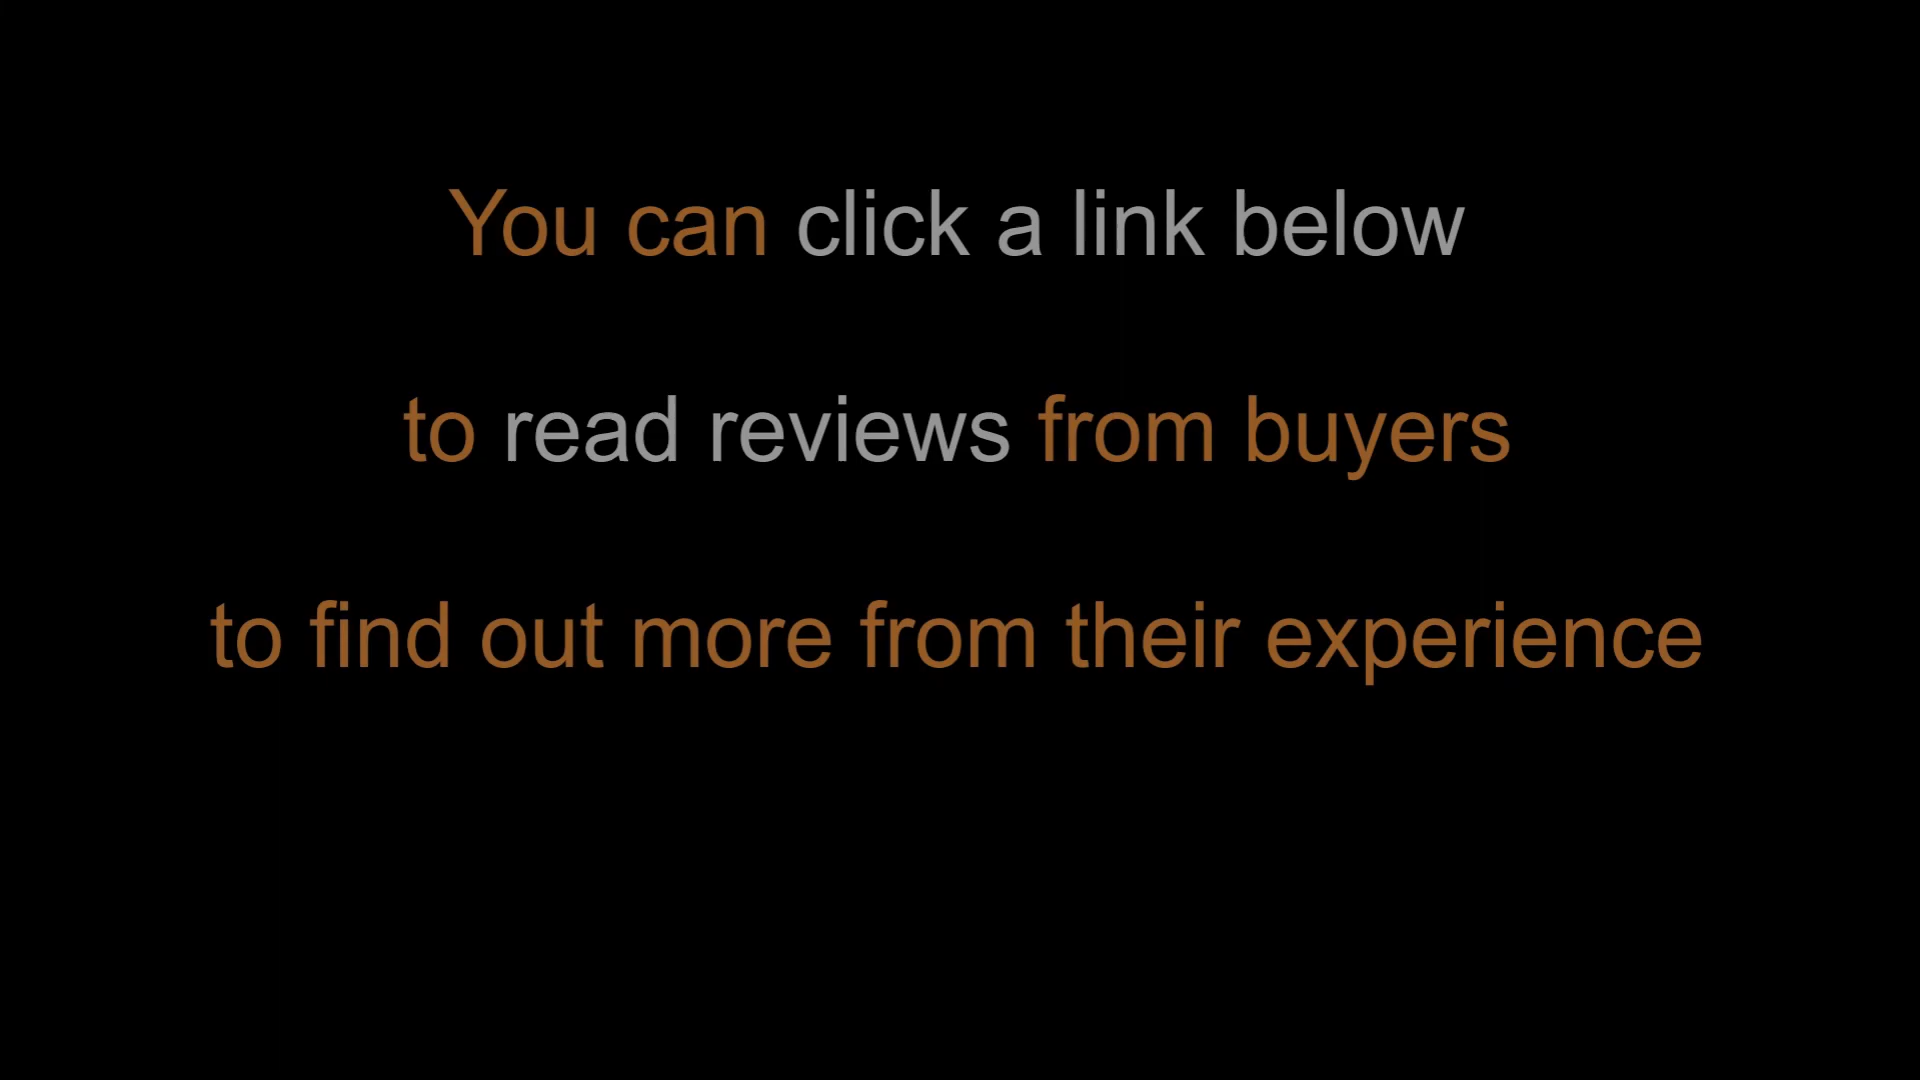 You can click a link below
to read reviews from buyers
to find out more from their experience